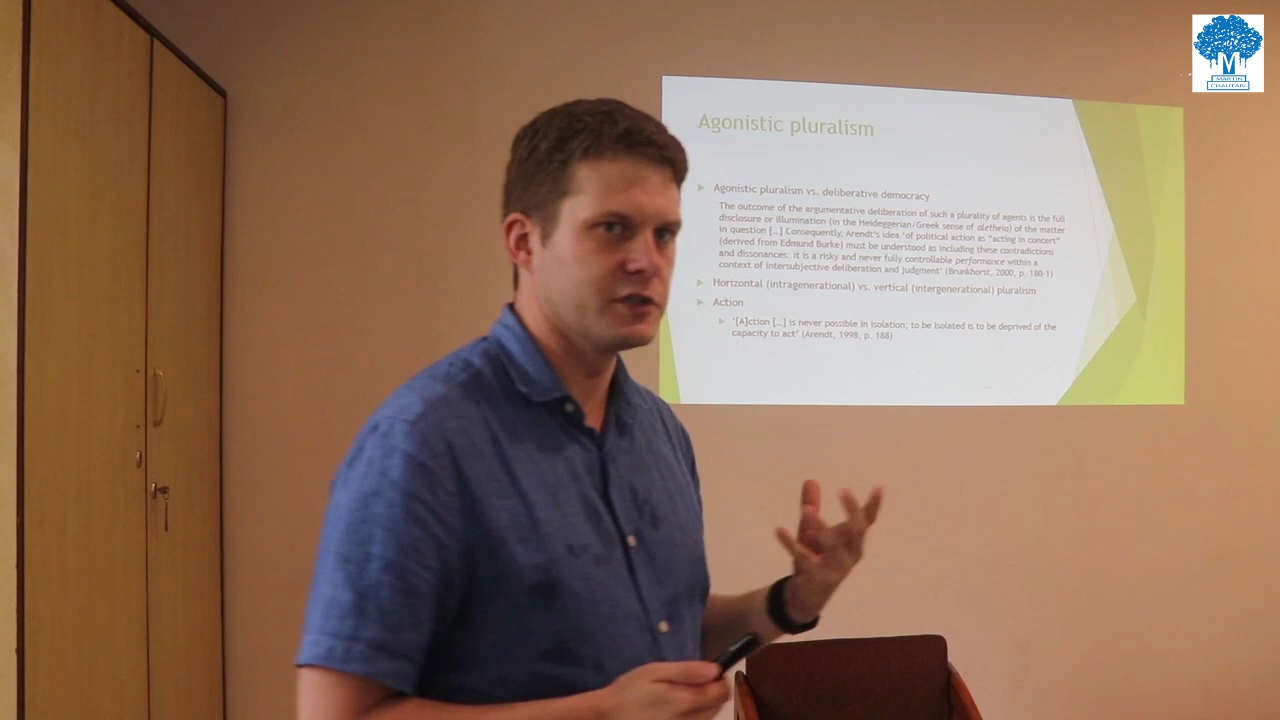 M
MARTIN
CHAUTARI
Agonistic pluralism
Agonistic pluralism vs. deliberative democracy
The outcome of the argumentative deliberation of such a plurality of agents is the full
disclosure or illumination (in the Heideggerian/Greek sense of aletheia) of the matter
in question […] Consequently, Arendt's idea 'of political action as "acting in concert"
(derived from Edmund Burke) must be understood as including these contradictions
and dissonances: it is a risky and never fully controllable performance within a
context of intersubjective deliberation and judgment' (Brunkhorst, 2000, p. 180-1)
Horizontal (intragenerational) vs. vertical (intergenerational) pluralism
Action
'[A]ction […] is never possible in isolation; to be isolated is to be deprived of the
capacity to act' (Arendt, 1998, p. 188)